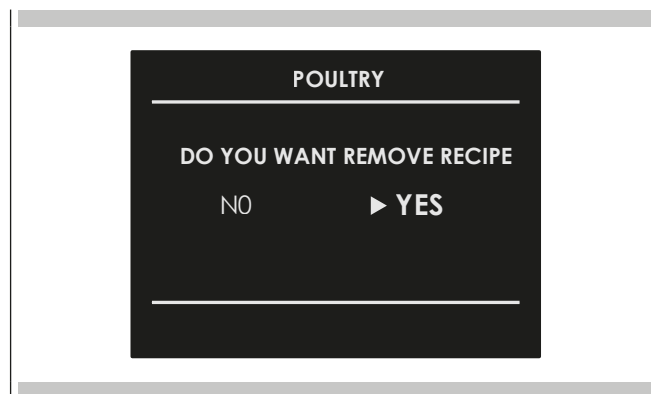 POULTRY
DO YOU WANT REMOVE RECIPE
N0 ▶ YES